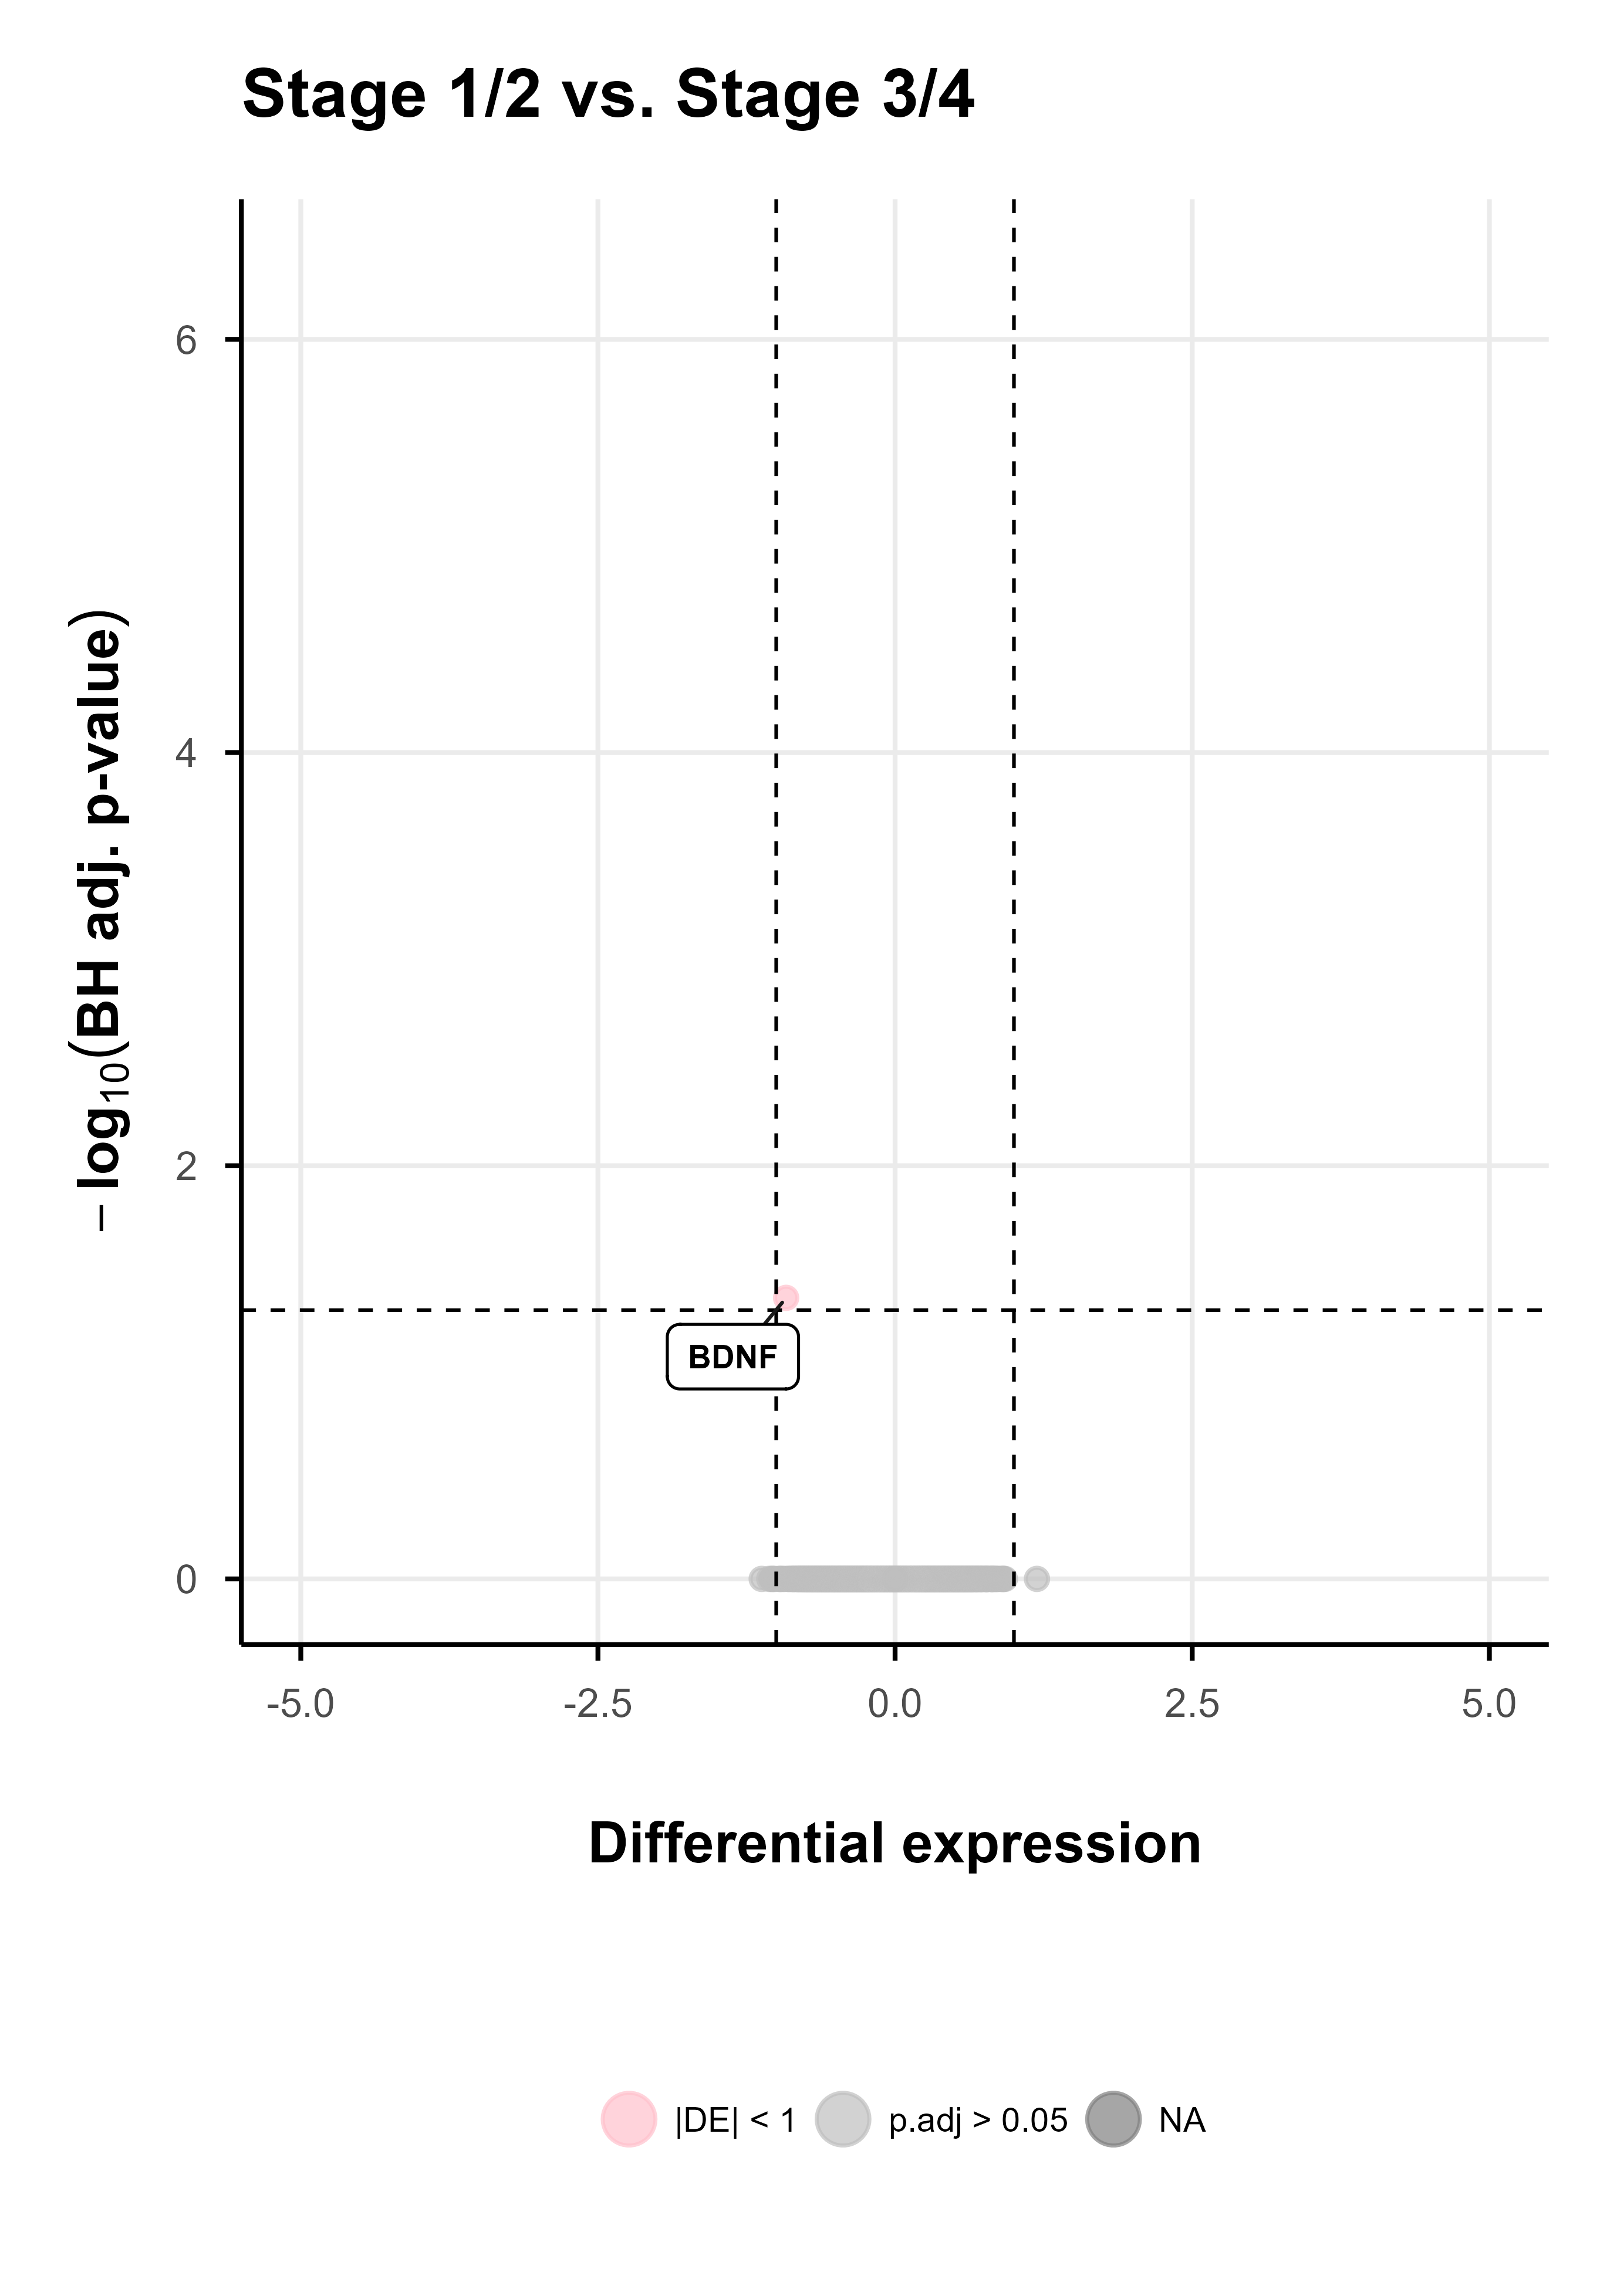 Stage 1/2 vs. Stage 3/4
− log10(BH adj. p-value)
6
4
2
0
BDNF
-5.0 -2.5 0.0 2.5 5.0
Differential expression
|DE| < 1 p.adj > 0.05 NA